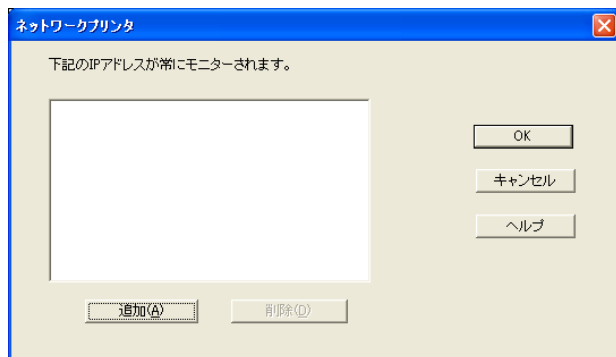 ネットワークプリンタ
下記のIPアドレスが常にモニターされます。
OK
キャンセル
ヘルプ
追加(A)
削除(D)